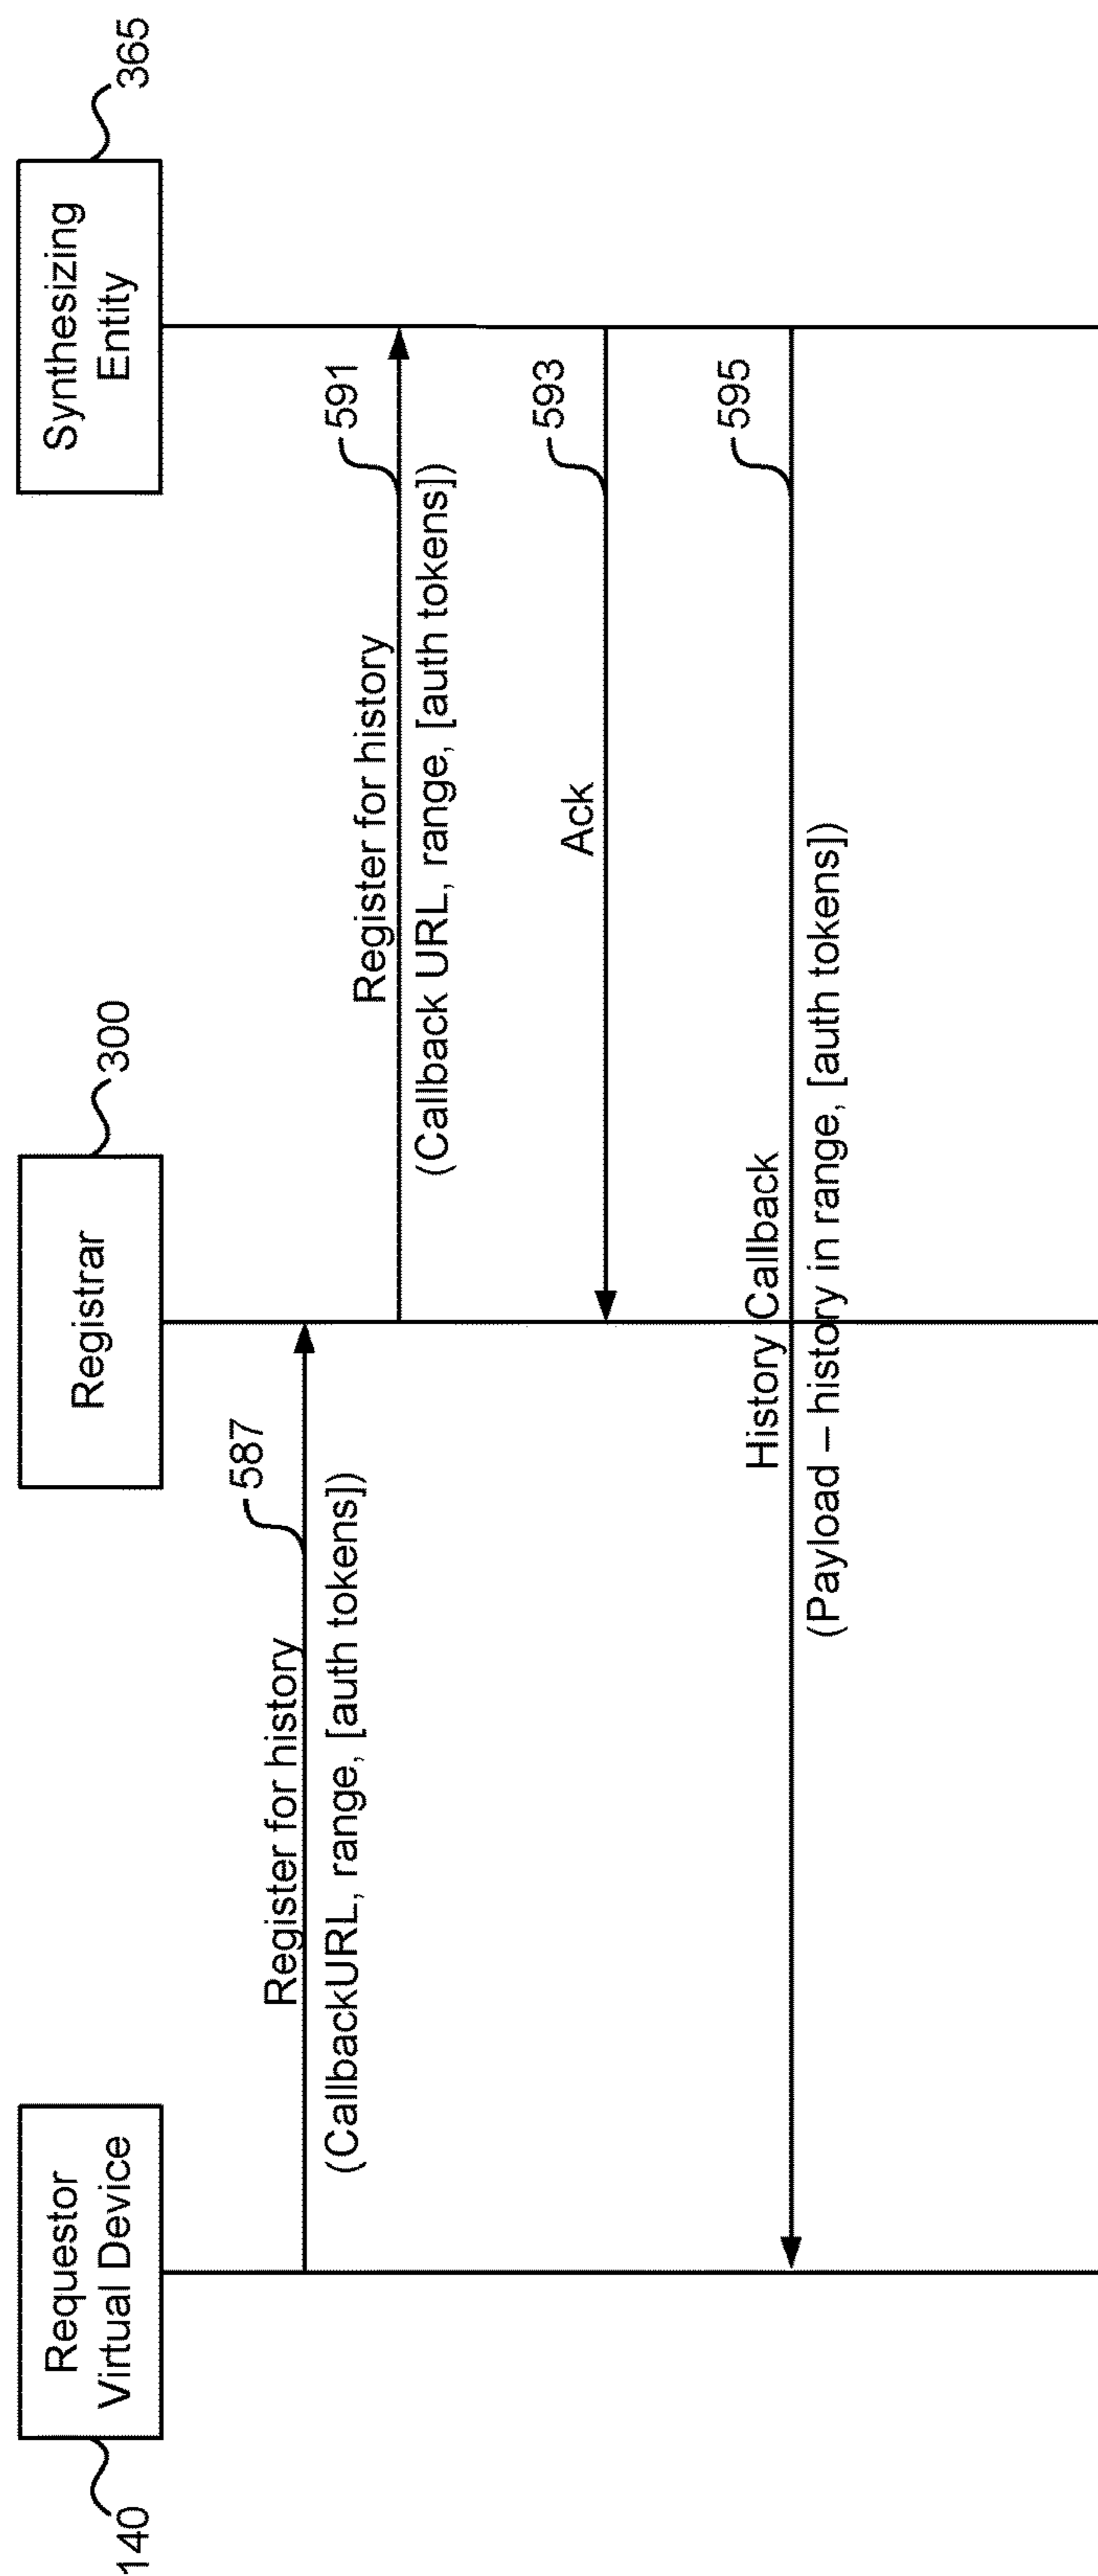 140
Requestor
Virtual Device
Registrar
300
Synthesizing
Entity
365
Register for history
587
(CallbackURL, range, [auth tokens])
Register for history
591
(Callback URL, range, [auth tokens])
Ack
593
History Callback
595
(Payload – history in range, [auth tokens])